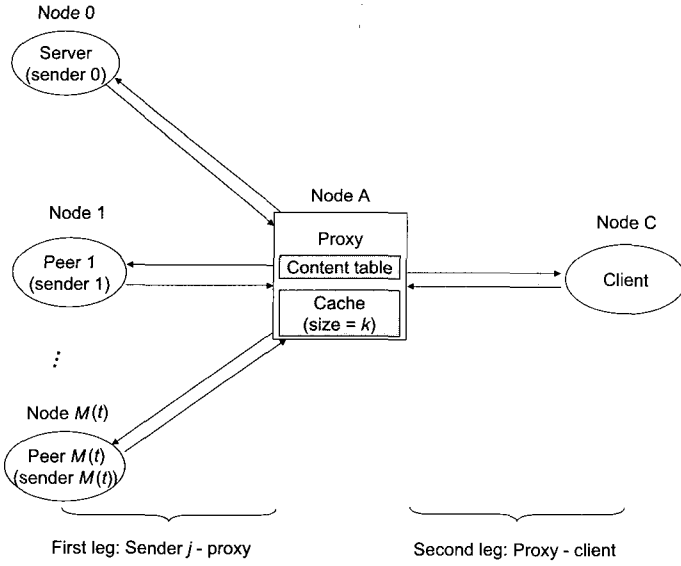 Node 0
Server
(sender 0)
Node A
Node 1
Node C
Proxy
Peer 1
(sender 1)
Content table
Client
Cache
(size = k)
⋮
Node M(t)
Peer M(t)
(sender M(t))
First leg: Sender j - proxy
Second leg: Proxy - client